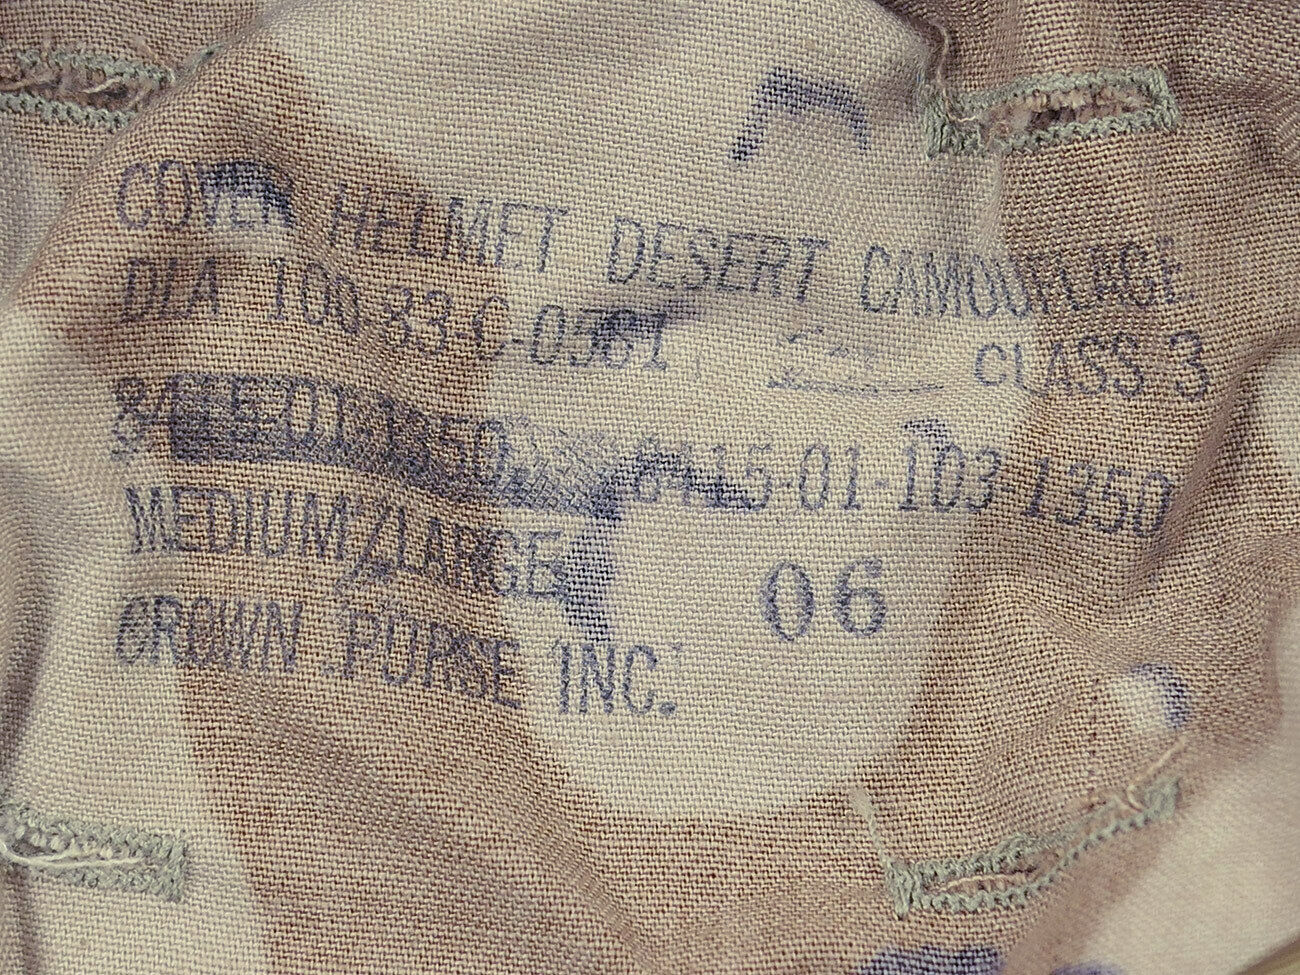 COVER HELMET DESERT CAMOUFLAGE
DLA 100-83-C-0561, CLASS 3
8415-01-103-1350
MEDIUM/LARGE
CROWN PURSE INC.
06